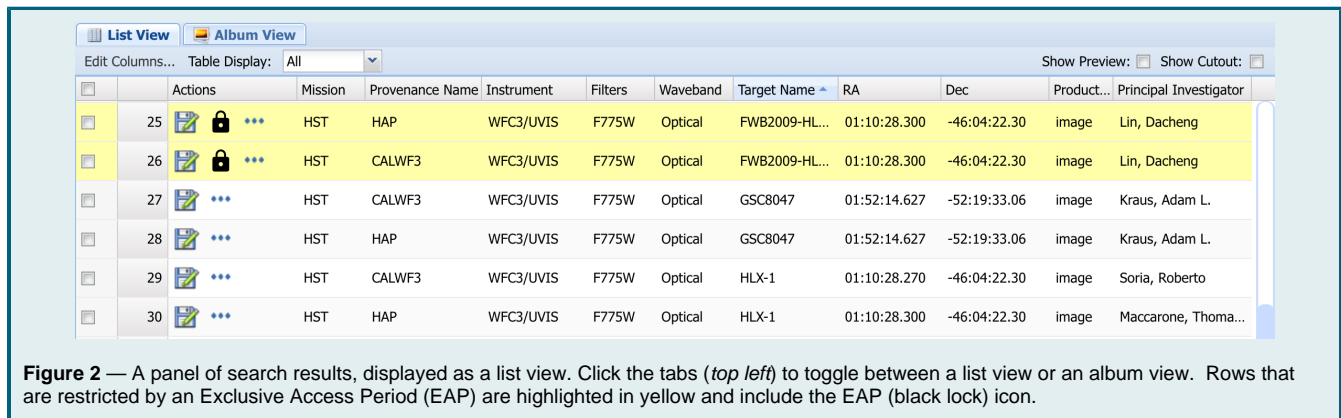 List View Album View
Edit Columns... Table Display: All Show Preview: Show Cutout:
Actions Mission Provenance Name Instrument Filters Waveband Target Name RA Dec Product... Principal Investigator
25 HST HAP WFC3/UVIS F775W Optical FWB2009-HL... 01:10:28.300 -46:04:22.30 image Lin, Dacheng
26 HST CALWF3 WFC3/UVIS F775W Optical FWB2009-HL... 01:10:28.300 -46:04:22.30 image Lin, Dacheng
27 HST CALWF3 WFC3/UVIS F775W Optical GSC8047 01:52:14.627 -52:19:33.06 image Kraus, Adam L.
28 HST HAP WFC3/UVIS F775W Optical GSC8047 01:52:14.627 -52:19:33.06 image Kraus, Adam L.
29 HST CALWF3 WFC3/UVIS F775W Optical HLX-1 01:10:28.270 -46:04:22.30 image Soria, Roberto
30 HST HAP WFC3/UVIS F775W Optical HLX-1 01:10:28.300 -46:04:22.30 image Maccarone, Thoma...
Figure 2 — A panel of search results, displayed as a list view. Click the tabs (top left) to toggle between a list view or an album view. Rows that
are restricted by an Exclusive Access Period (EAP) are highlighted in yellow and include the EAP (black lock) icon.